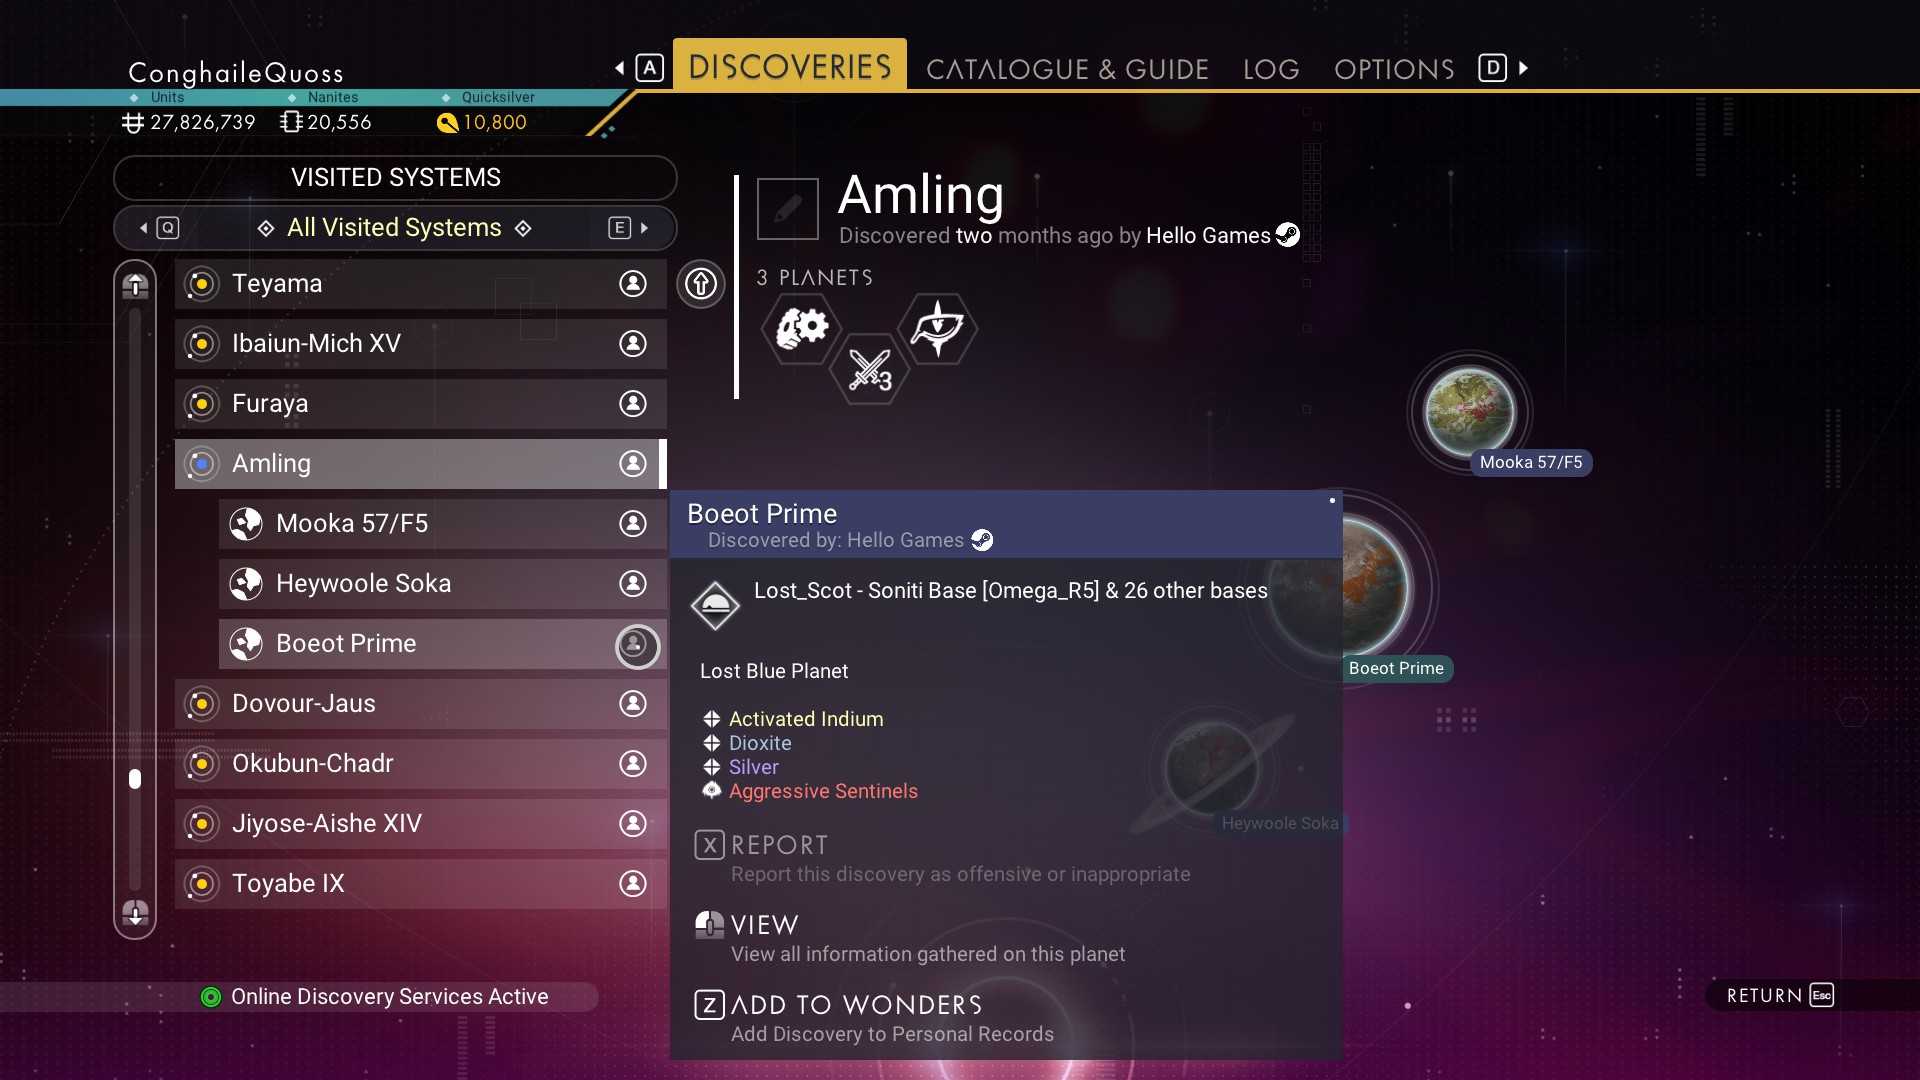 ConghaileQuoss
Units Nanites Quicksilver
27,826,739 20,556 10,800
A DISCOVERIES CATALOGUE & GUIDE LOG OPTIONS D
VISITED SYSTEMS
Q All Visited Systems E
Teyama
Ibaiun-Mich XV
Furaya
Amling
Mooka 57/F5
Heywoole Soka
Boeot Prime
Dovour-Jaus
Okubun-Chadr
Jiyose-Aishe XIV
Toyabe IX
Online Discovery Services Active
Amling
Discovered two months ago by Hello Games
3 PLANETS
3
Mooka 57/F5
Boeot Prime
Heywoole Soka
Boeot Prime
Discovered by: Hello Games
Lost_Scot - Soniti Base [Omega_R5] & 26 other bases
Lost Blue Planet
Activated Indium
Dioxite
Silver
Aggressive Sentinels
X REPORT
Report this discovery as offensive or inappropriate
VIEW
View all information gathered on this planet
Z ADD TO WONDERS
Add Discovery to Personal Records
RETURN Esc